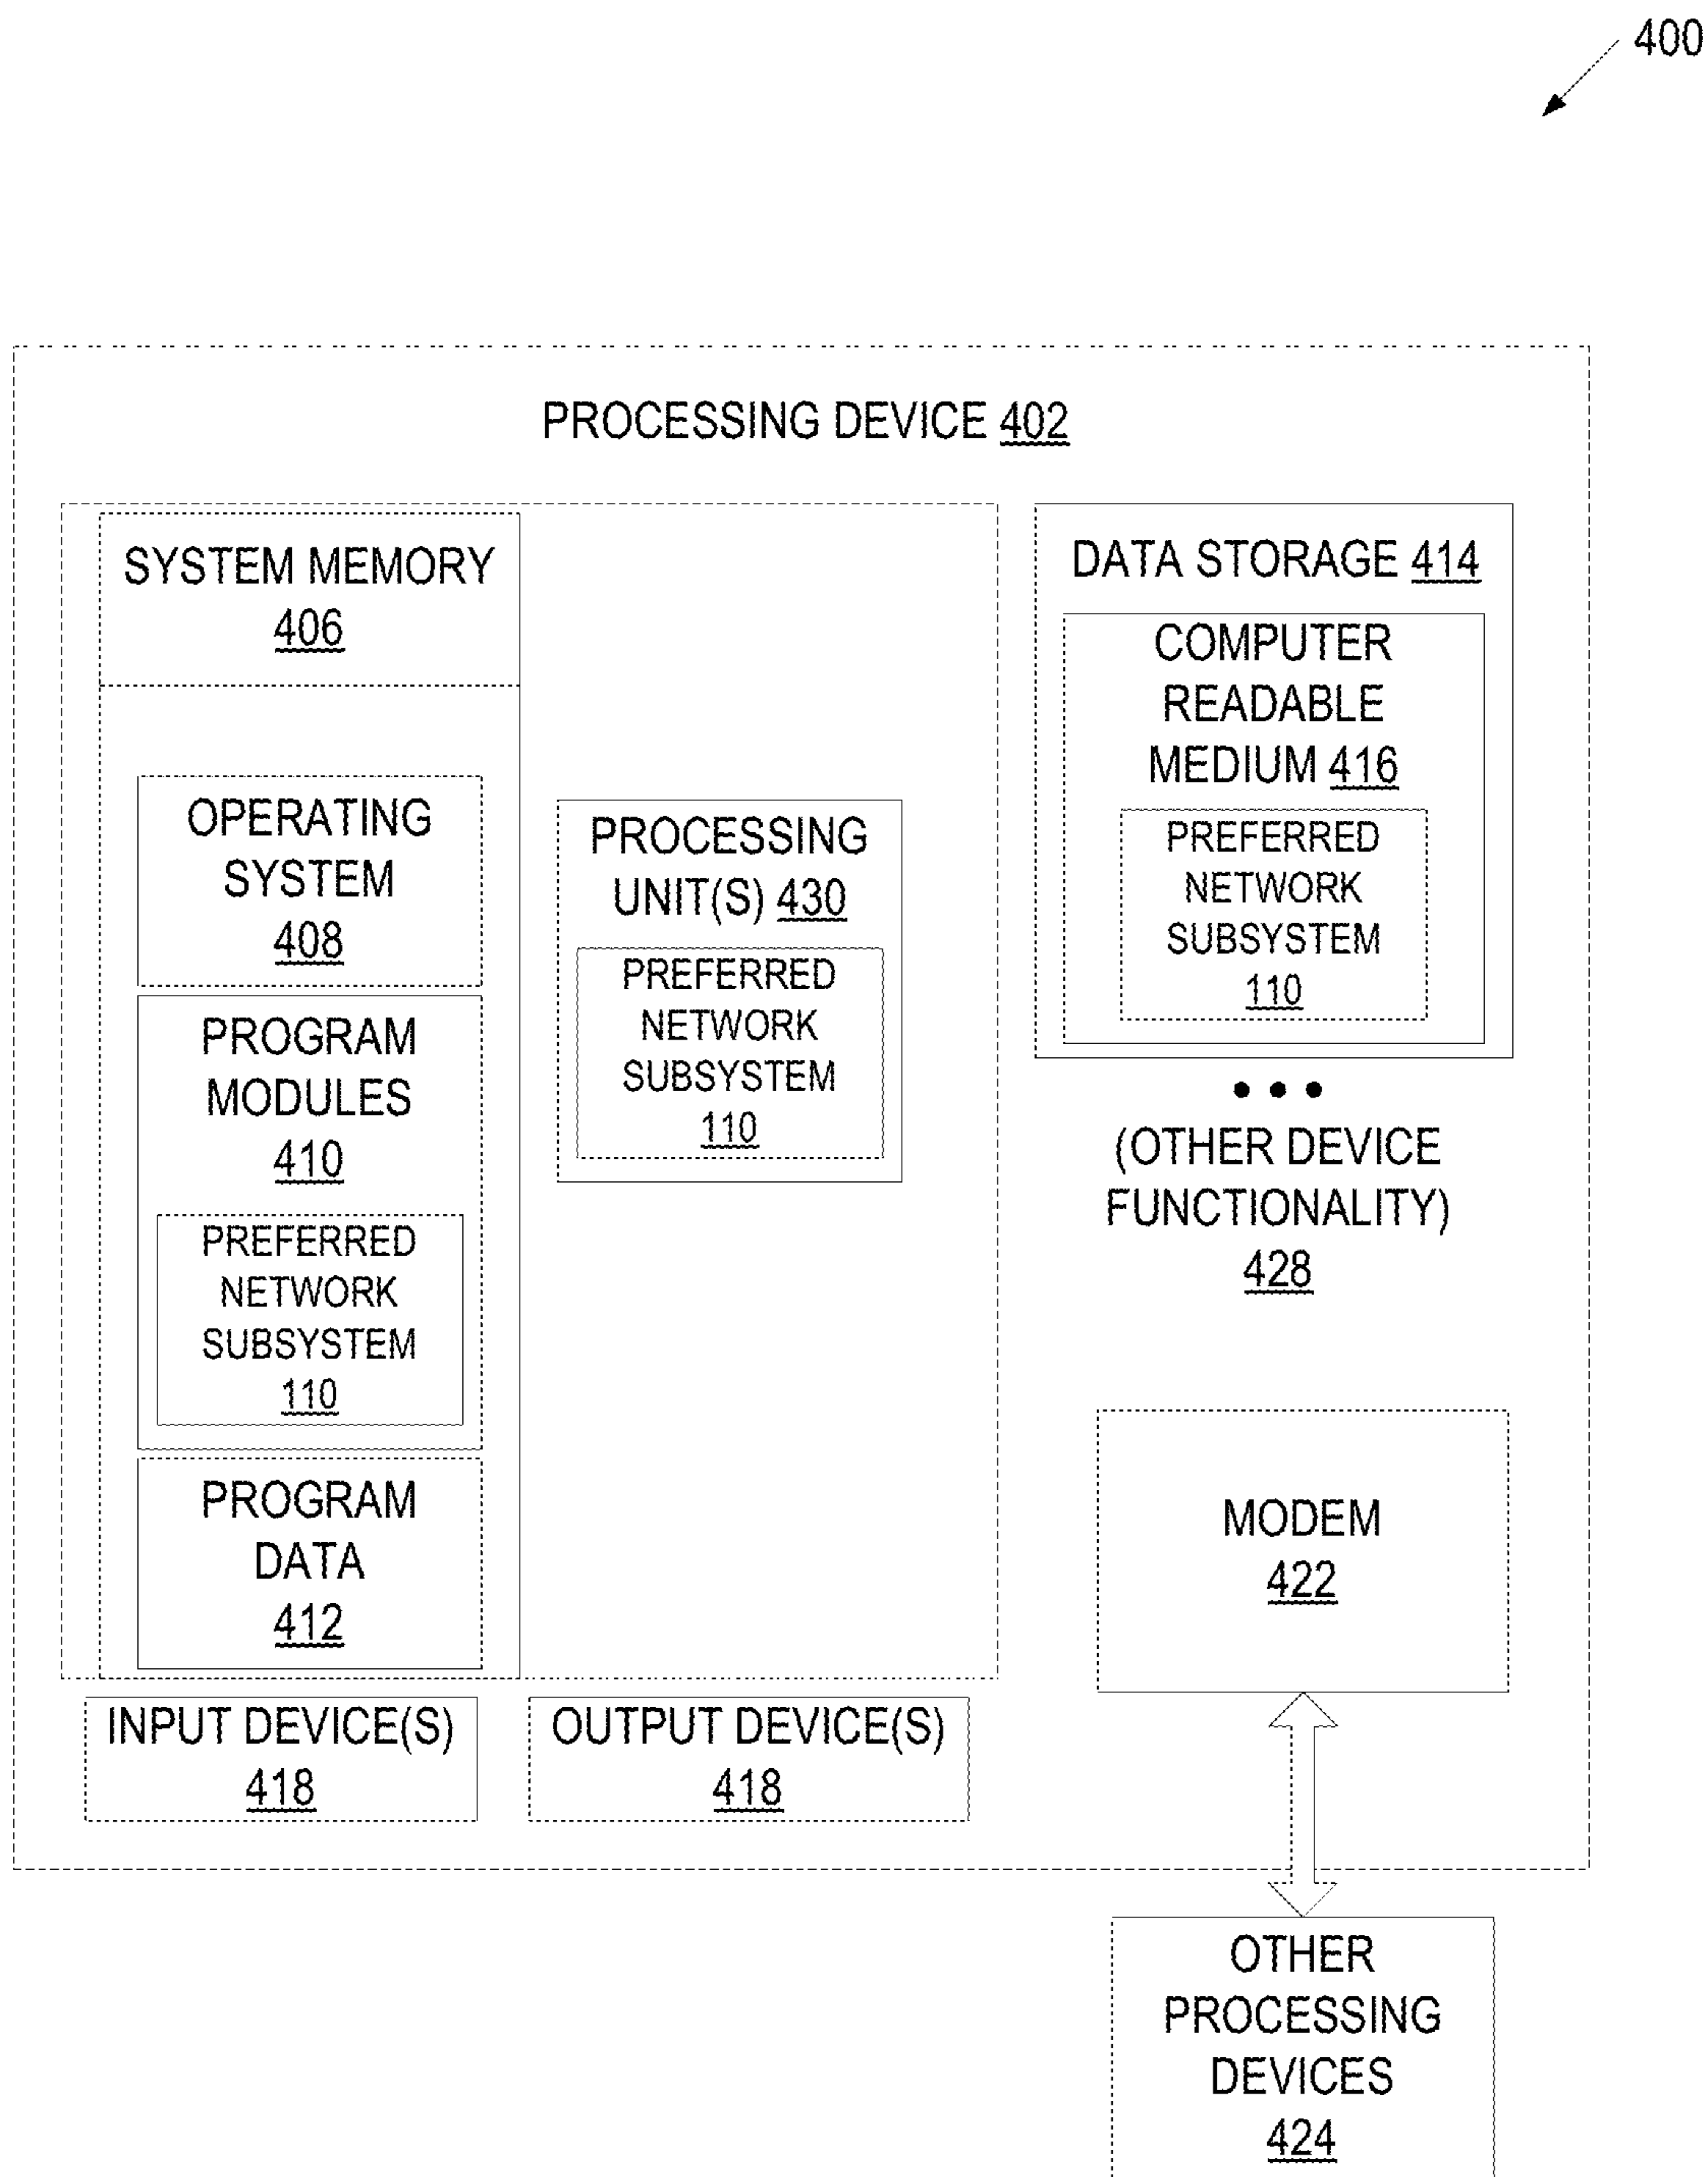 400
PROCESSING DEVICE 402
SYSTEM MEMORY
406
OPERATING
SYSTEM
408
PROGRAM
MODULES
410
PREFERRED
NETWORK
SUBSYSTEM
110
PROGRAM
DATA
412
PROCESSING
UNIT(S) 430
PREFERRED
NETWORK
SUBSYSTEM
110
DATA STORAGE 414
COMPUTER
READABLE
MEDIUM 416
PREFERRED
NETWORK
SUBSYSTEM
110
(OTHER DEVICE
FUNCTIONALITY)
428
MODEM
422
INPUT DEVICE(S)
418
OUTPUT DEVICE(S)
418
OTHER
PROCESSING
DEVICES
424